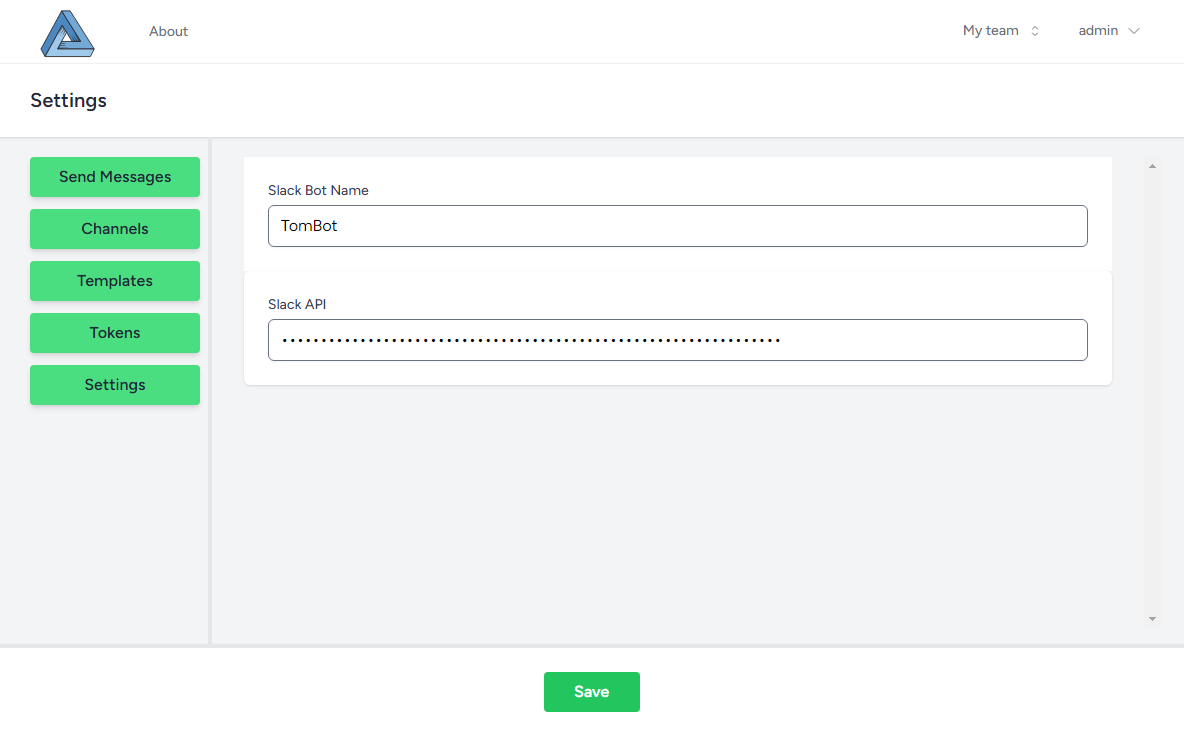 About
My team
admin
Settings
Send Messages
Channels
Templates
Tokens
Settings
Slack Bot Name
TomBot
Slack API
Save